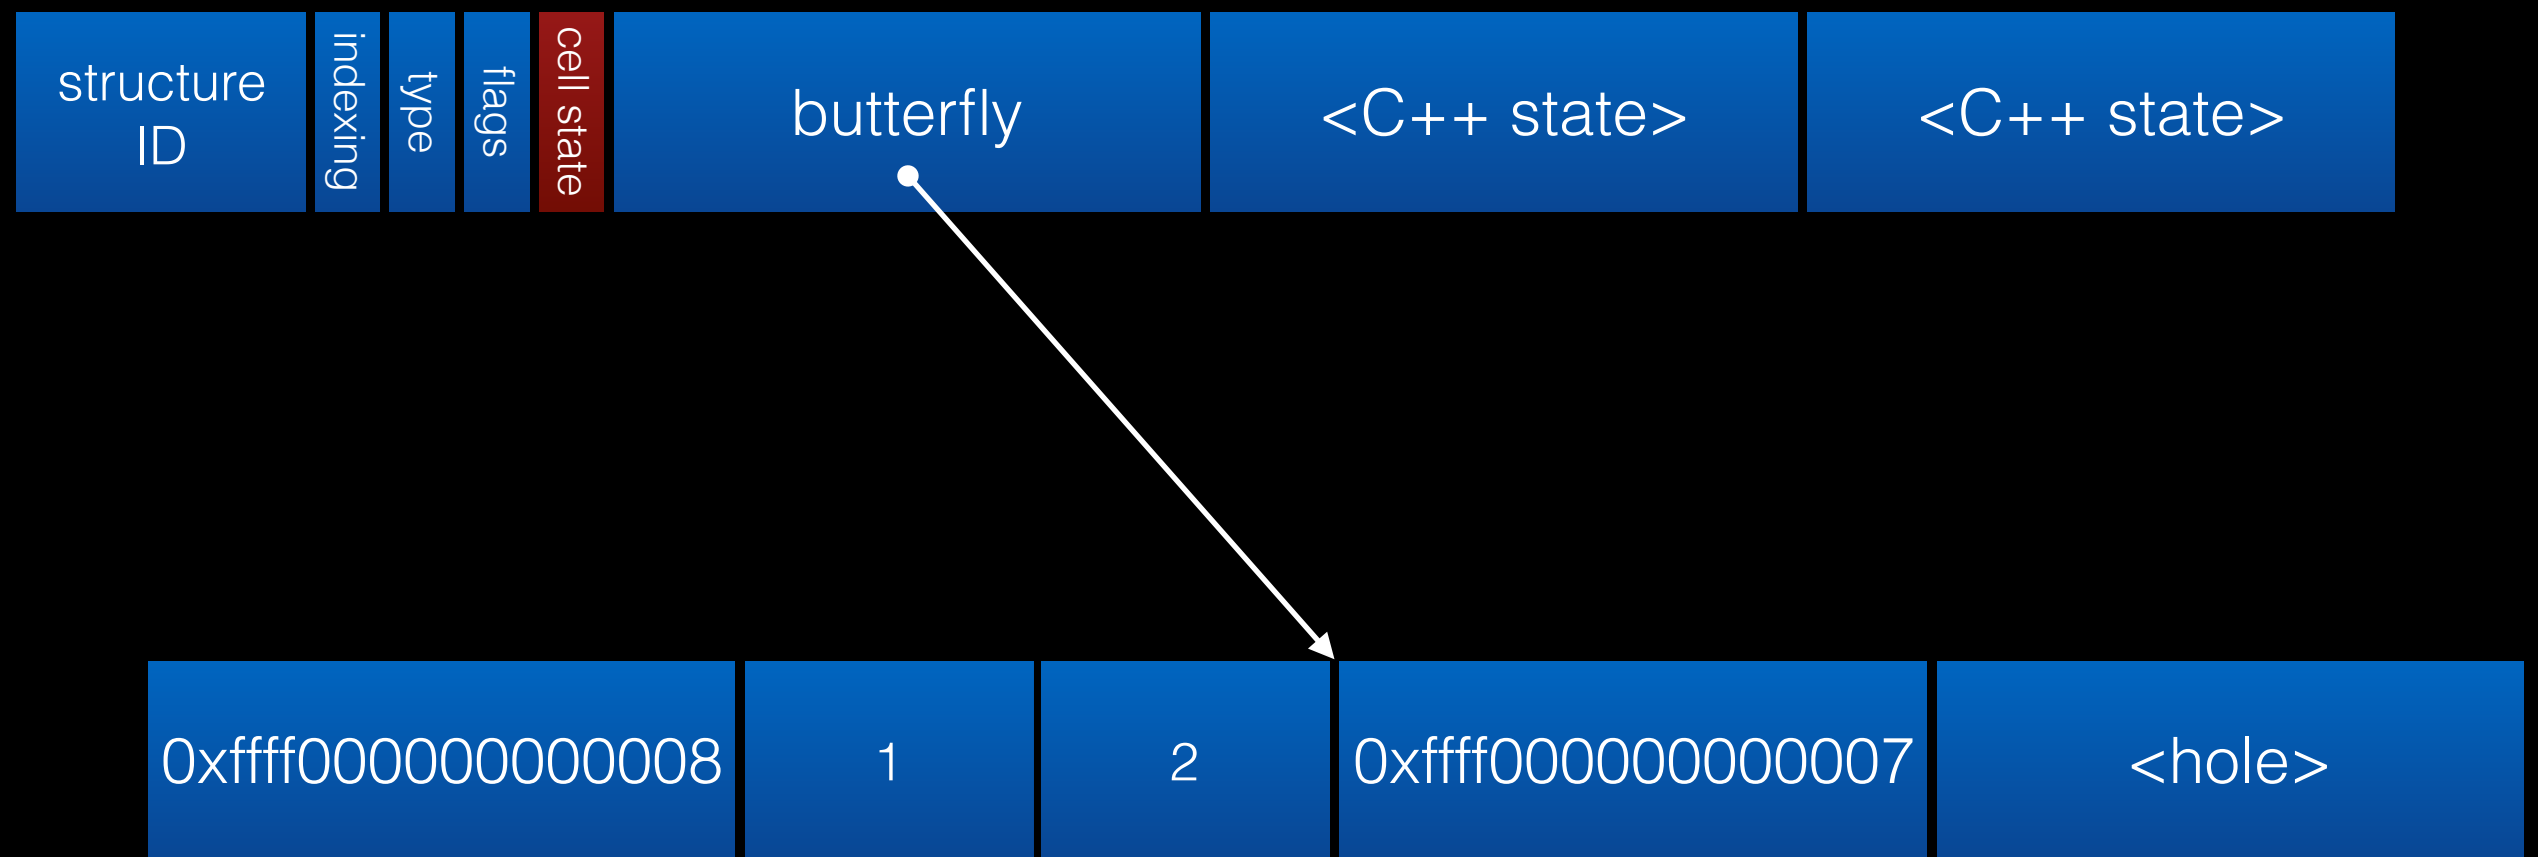 structure
ID
indexing
type
flags
cell state
butterfly
<C++ state>
<C++ state>
0xffff000000000008
1
2
0xffff000000000007
<hole>